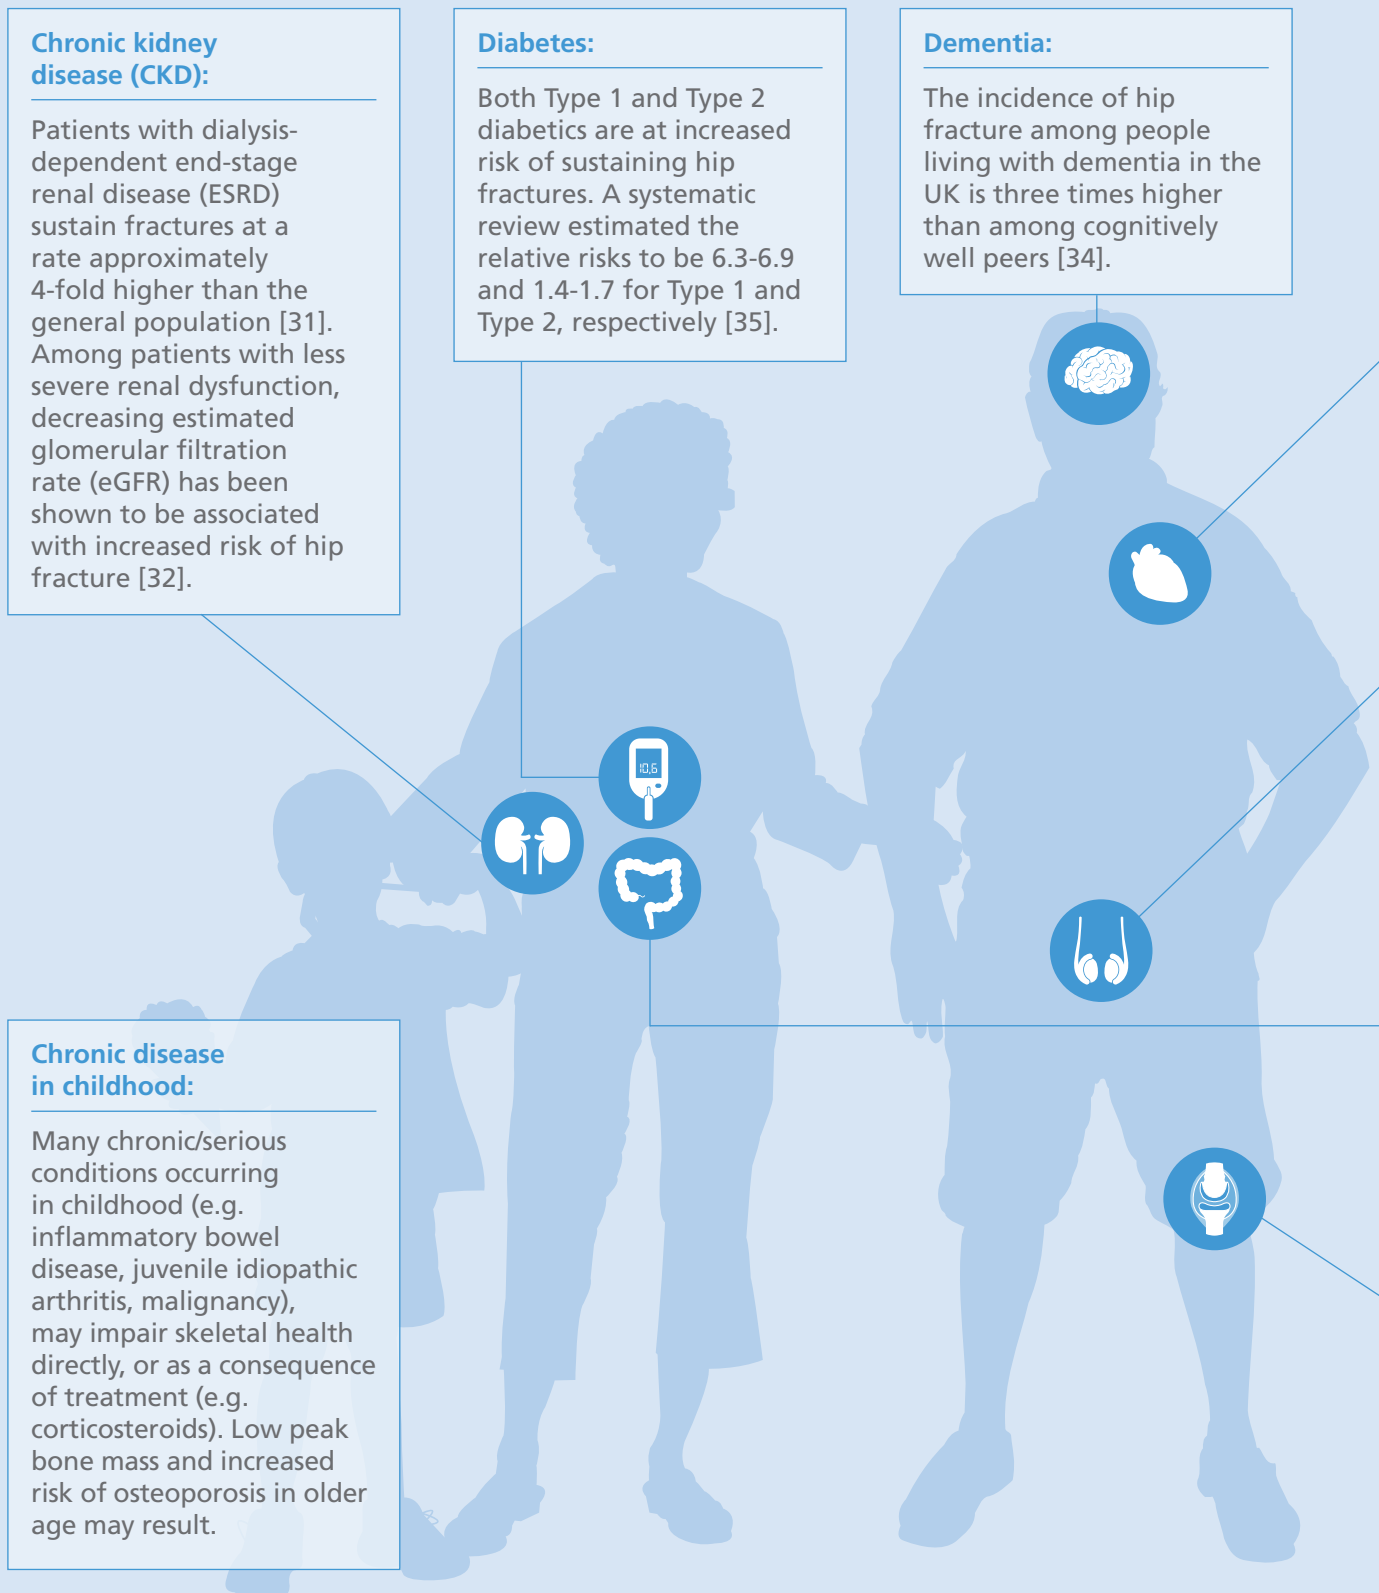 Chronic kidney
disease (CKD):
Patients with dialysis-
dependent end-stage
renal disease (ESRD)
sustain fractures at a
rate approximately
4-fold higher than the
general population [31].
Among patients with less
severe renal dysfunction,
decreasing estimated
glomerular filtration
rate (eGFR) has been
shown to be associated
with increased risk of hip
fracture [32].
Diabetes:
Both Type 1 and Type 2
diabetics are at increased
risk of sustaining hip
fractures. A systematic
review estimated the
relative risks to be 6.3-6.9
and 1.4-1.7 for Type 1 and
Type 2, respectively [35].
Dementia:
The incidence of hip
fracture among people
living with dementia in the
UK is three times higher
than among cognitively
well peers [34].
10,6
Chronic disease
in childhood:
Many chronic/serious
conditions occurring
in childhood (e.g.
inflammatory bowel
disease, juvenile idiopathic
arthritis, malignancy),
may impair skeletal health
directly, or as a consequence
of treatment (e.g.
corticosteroids). Low peak
bone mass and increased
risk of osteoporosis in older
age may result.